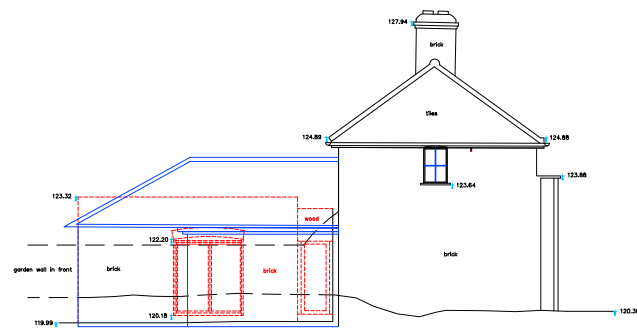 127.94
brick
tiles
124.89
124.88
123.88
123.64
123.32
wood
122.20
garden wall in front
brick
brick
brick
120.18
119.99